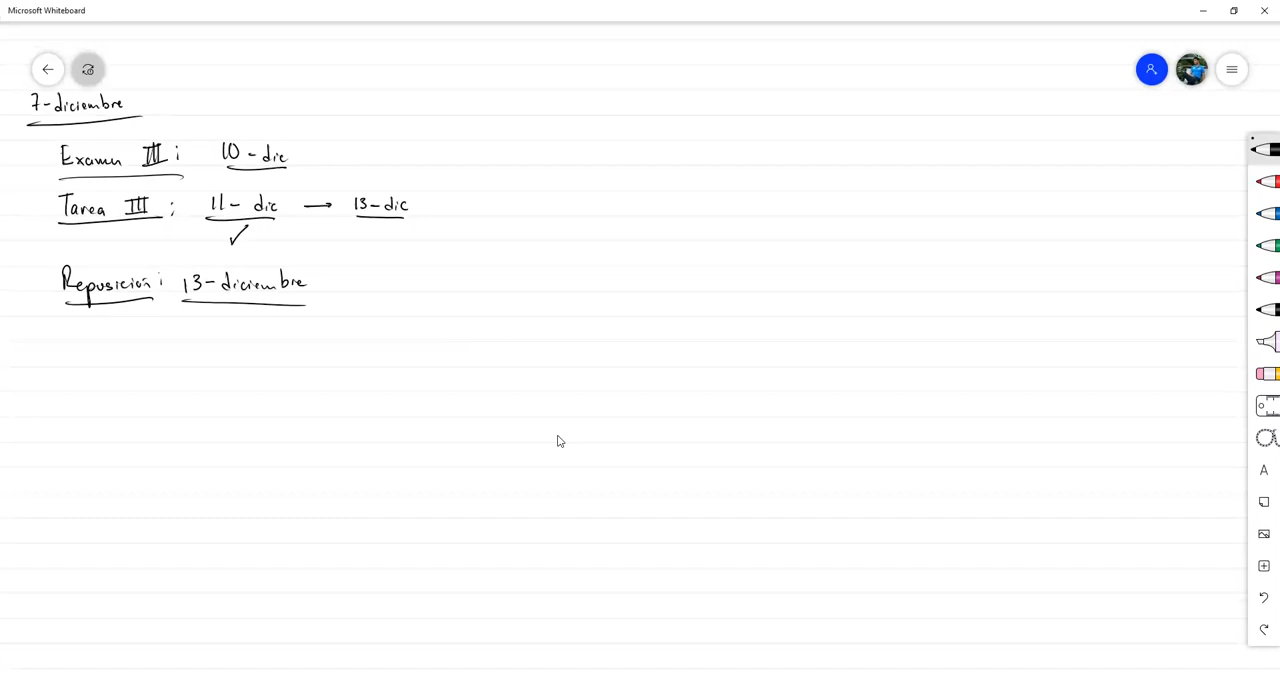 Microsoft Whiteboard
7-diciembre
Examen III: 10 - dic
Tarea III: 11 - dic → 13-dic
✓
Reposición: 13-diciembre
A